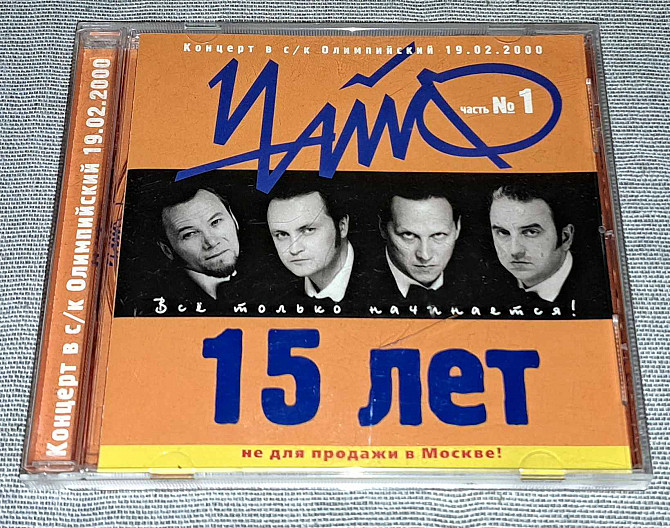 Концерт в с/к Олимпийский 19.02.2000
Концерт в с/к Олимпийский 19.02.2000
ЧАЙФ
часть № 1
Всё только начинается!
15 лет
не для продажи в Москве!